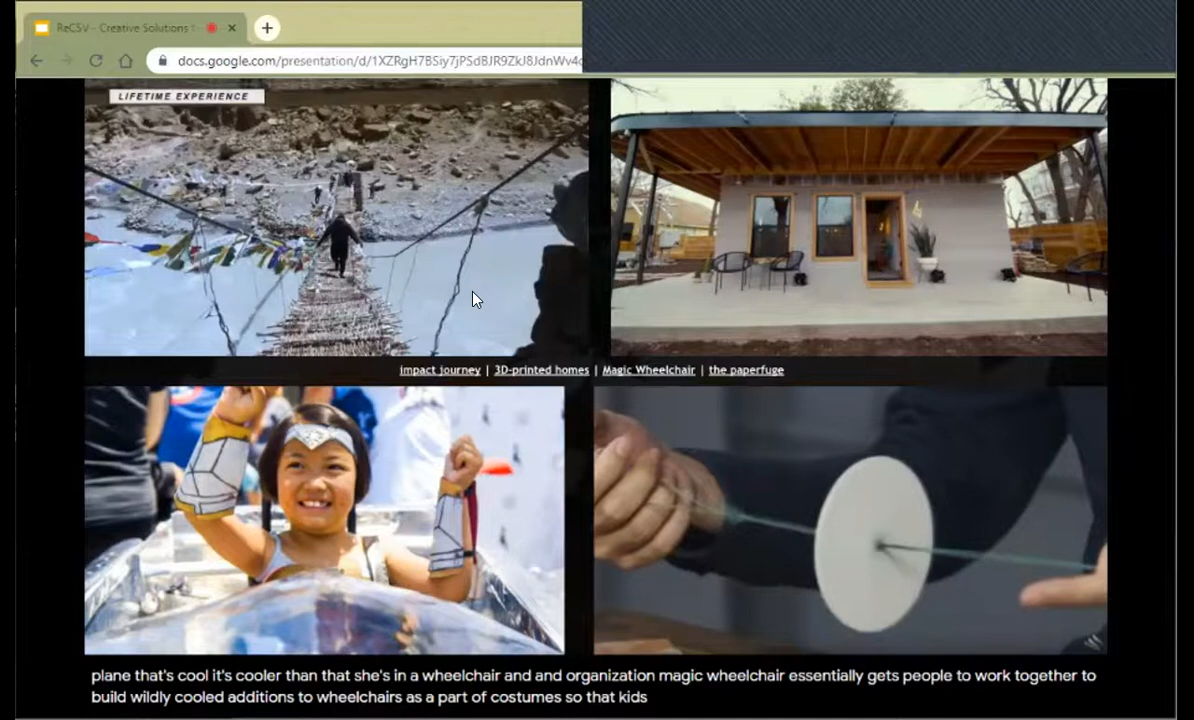 ReCSV - Creative Solutions
docs.google.com/presentation/d/1XZRgH7BSiy7jPSdBJR9ZkJ8JdnWv4
LIFETIME EXPERIENCE
impact journey | 3D-printed homes | Magic Wheelchair | the paperfuge
plane that's cool it's cooler than that she's in a wheelchair and and organization magic wheelchair essentially gets people to work together to
build wildly cooled additions to wheelchairs as a part of costumes so that kids